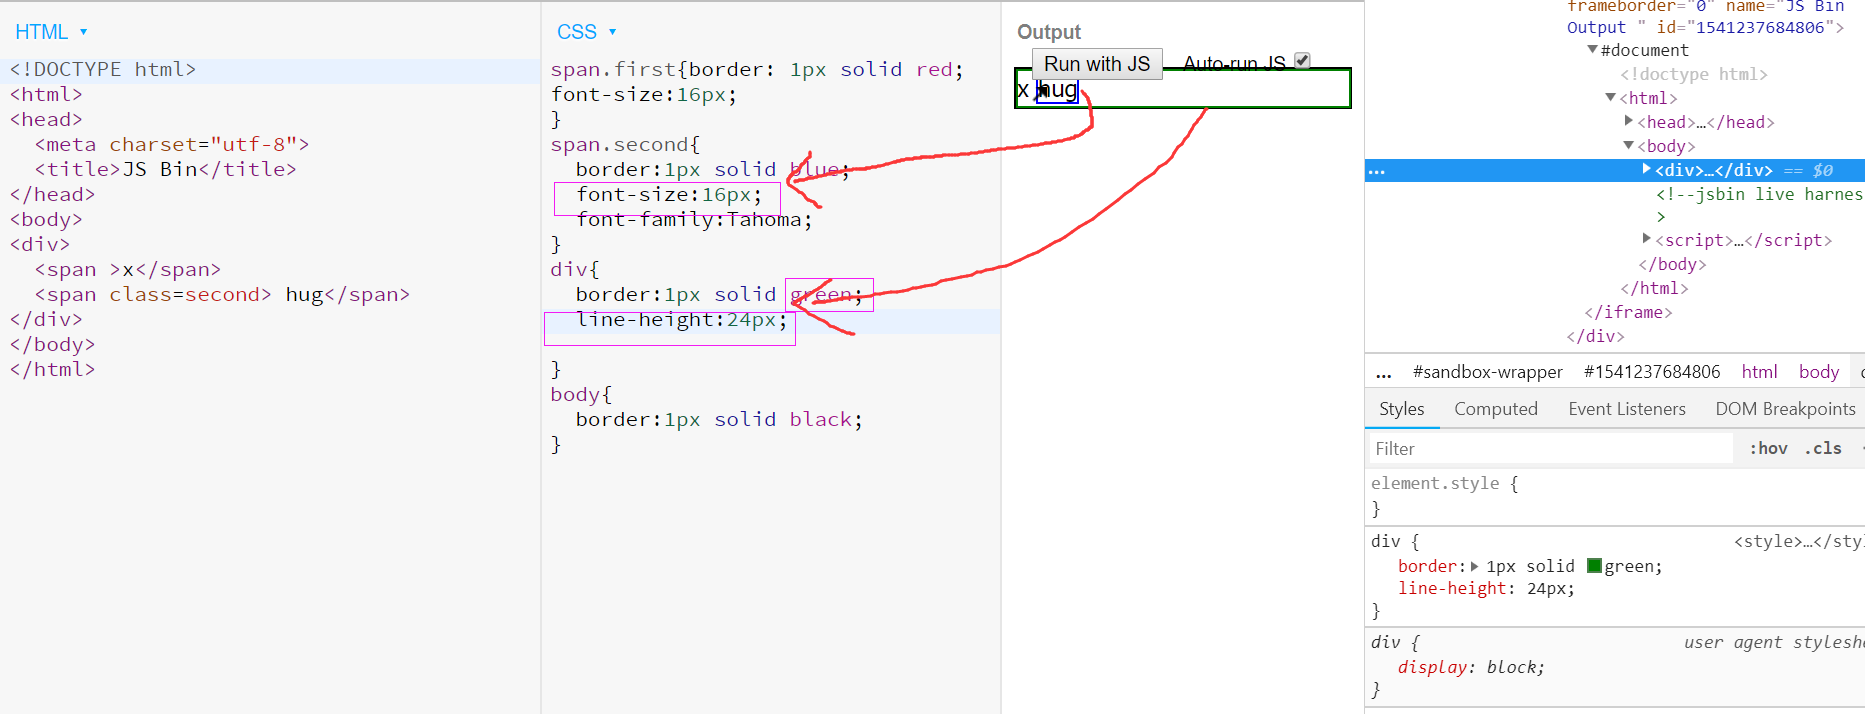 HTML ▾
<!DOCTYPE html>
<html>
<head>
<meta charset="utf-8">
<title>JS Bin</title>
</head>
<body>
<div>
<span >x</span>
<span class=second> hug</span>
</div>
</body>
</html>
CSS ▾
span.first{border: 1px solid red;
font-size:16px;
}
span.second{
border:1px solid blue;
font-size:16px;
font-family:Tahoma;
}
div{
border:1px solid green;
line-height:24px;
}
body{
border:1px solid black;
}
Output
Run with JS Auto-run JS
x hug
frameborder="0" name="JS Bin
Output " id="1541237684806">
▼#document
<!doctype html>
▼<html>
▶<head>…</head>
▼<body>
... ▶<div>…</div> == $0
<!--jsbin live harnes
>
▶<script>…</script>
</body>
</html>
</iframe>
</div>
... #sandbox-wrapper #1541237684806 html body
Styles Computed Event Listeners DOM Breakpoints
Filter :hov .cls
element.style {
}
div { <style>…</styl
border:▶ 1px solid green;
line-height: 24px;
}
div { user agent styleshe
display: block;
}